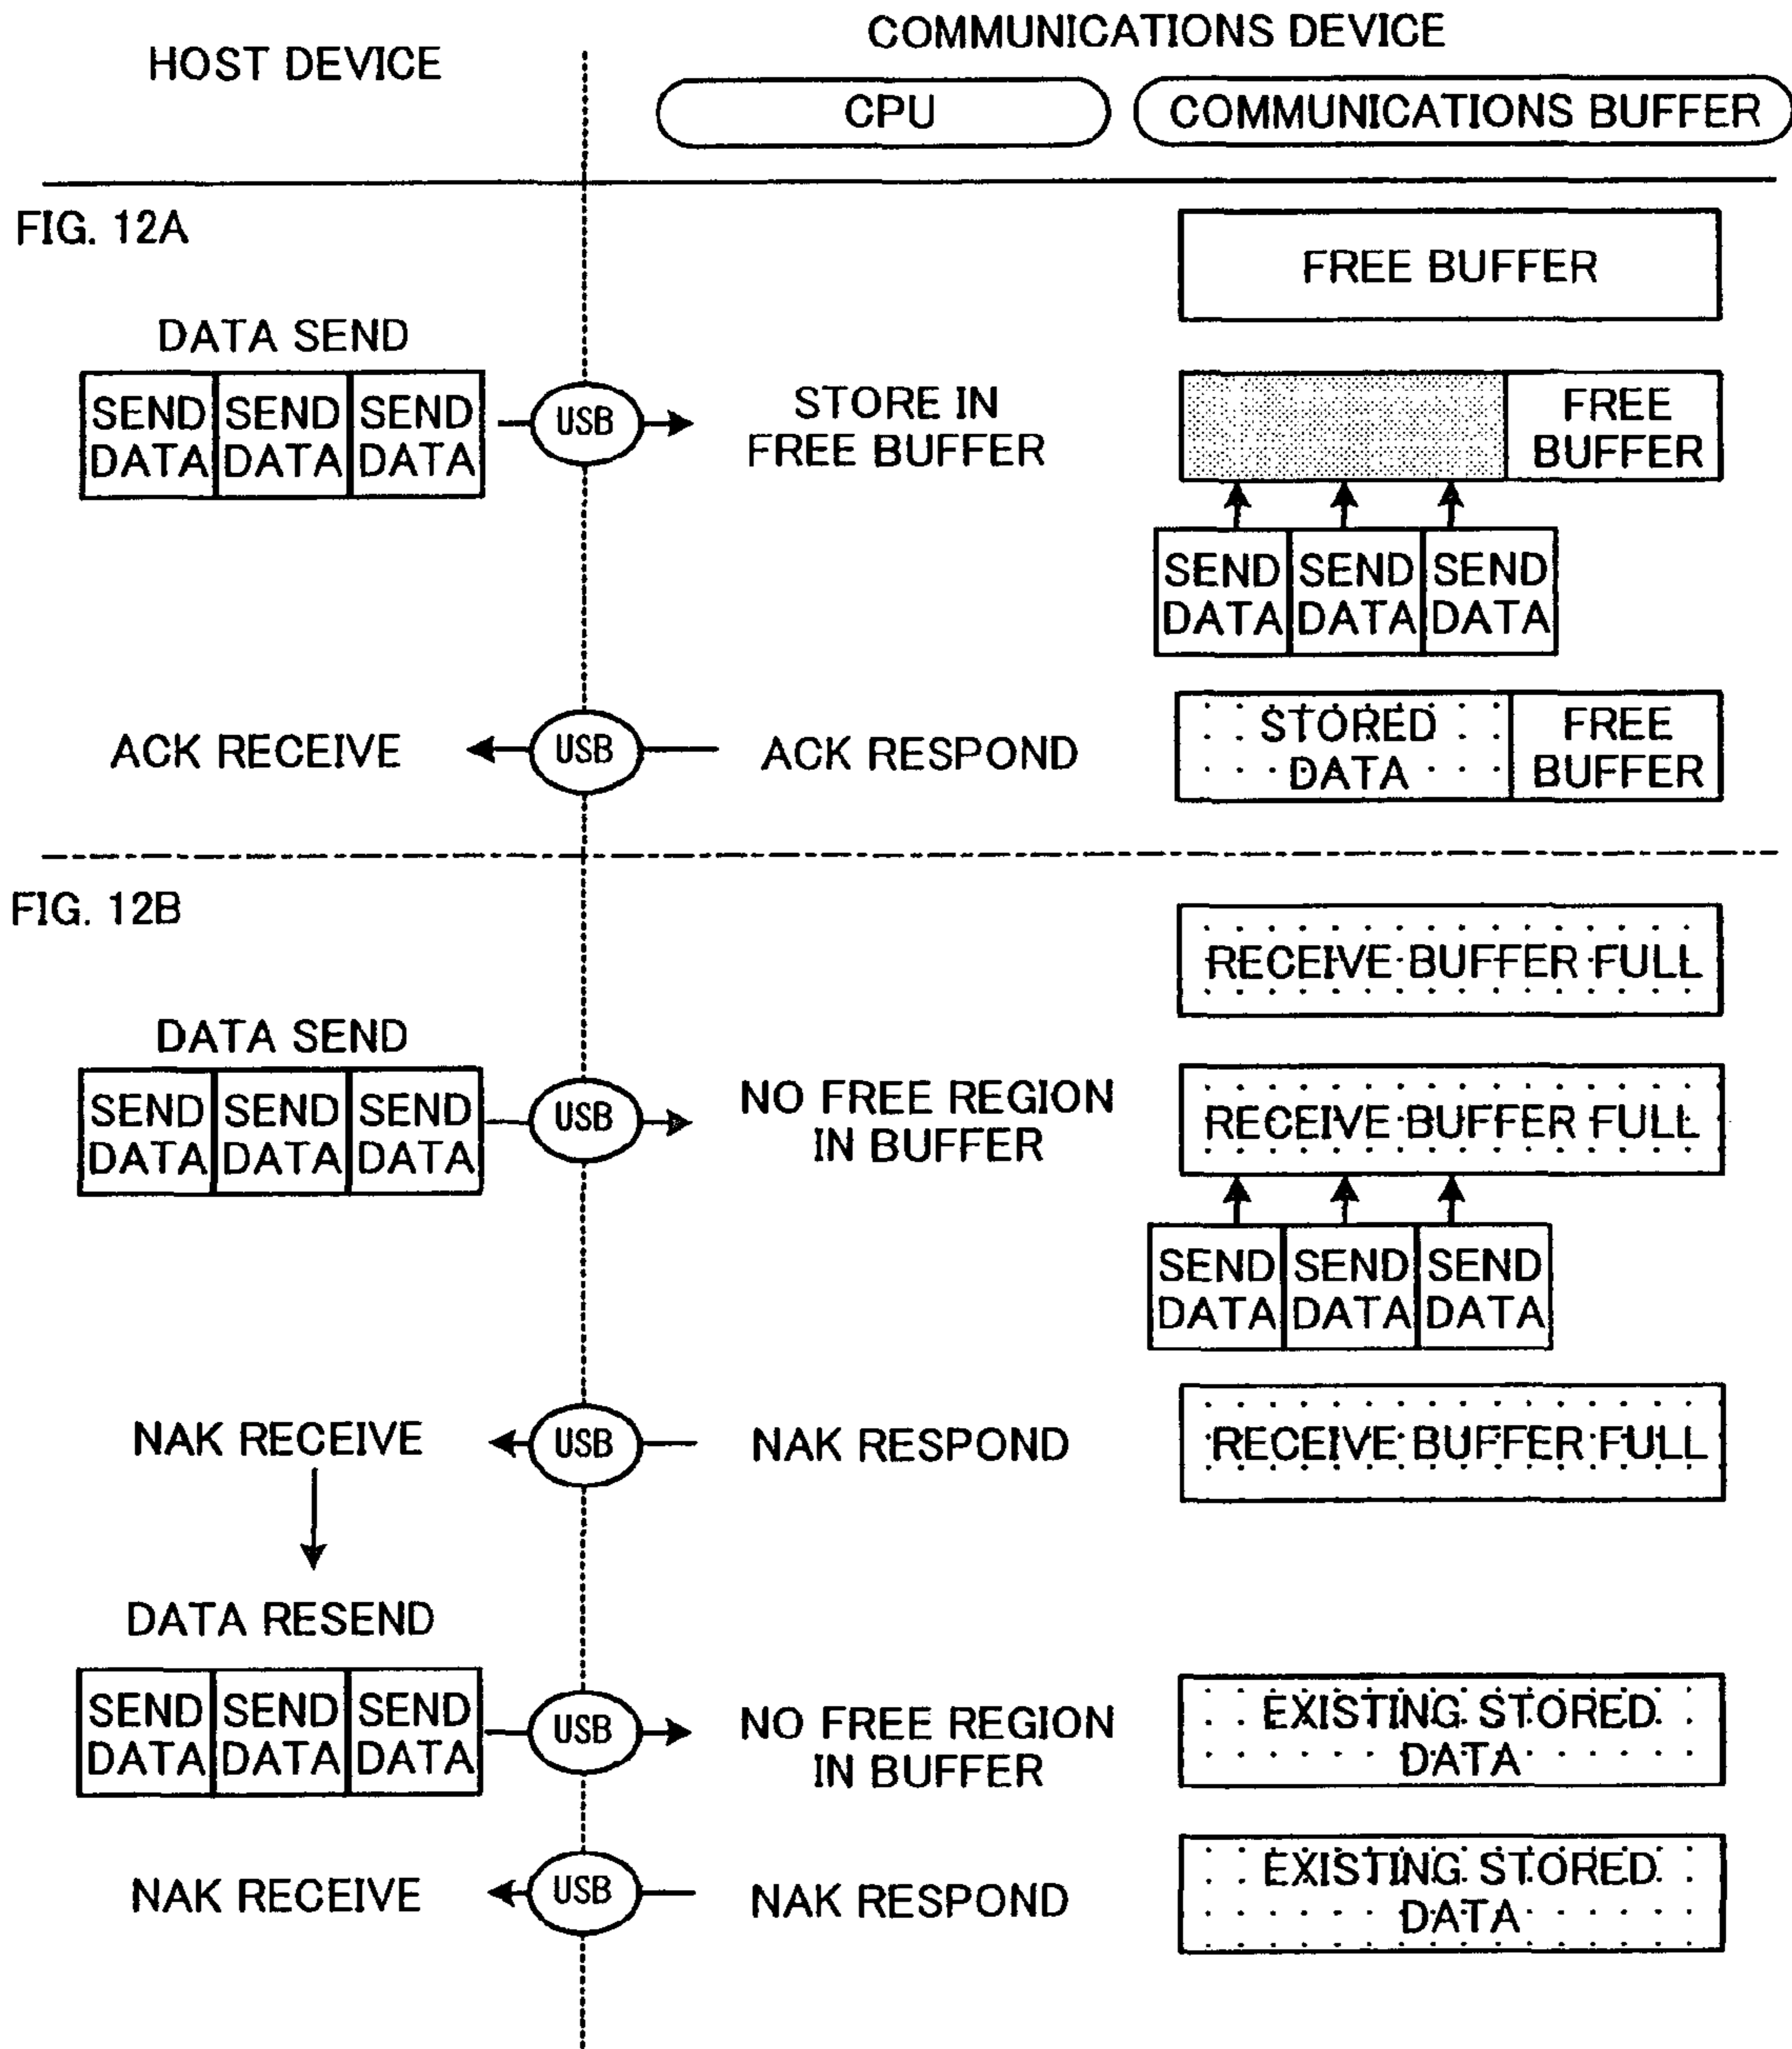 HOST DEVICE
COMMUNICATIONS DEVICE
CPU
COMMUNICATIONS BUFFER
FIG. 12A
FREE BUFFER
DATA SEND
SEND DATA
SEND DATA
SEND DATA
USB
STORE IN
FREE BUFFER
FREE
BUFFER
SEND DATA
SEND DATA
SEND DATA
ACK RECEIVE
USB
ACK RESPOND
STORED
DATA
FREE
BUFFER
FIG. 12B
RECEIVE BUFFER FULL
DATA SEND
SEND DATA
SEND DATA
SEND DATA
USB
NO FREE REGION
IN BUFFER
RECEIVE BUFFER FULL
SEND DATA
SEND DATA
SEND DATA
NAK RECEIVE
USB
NAK RESPOND
RECEIVE BUFFER FULL
DATA RESEND
SEND DATA
SEND DATA
SEND DATA
USB
NO FREE REGION
IN BUFFER
EXISTING STORED
DATA
NAK RECEIVE
USB
NAK RESPOND
EXISTING STORED
DATA